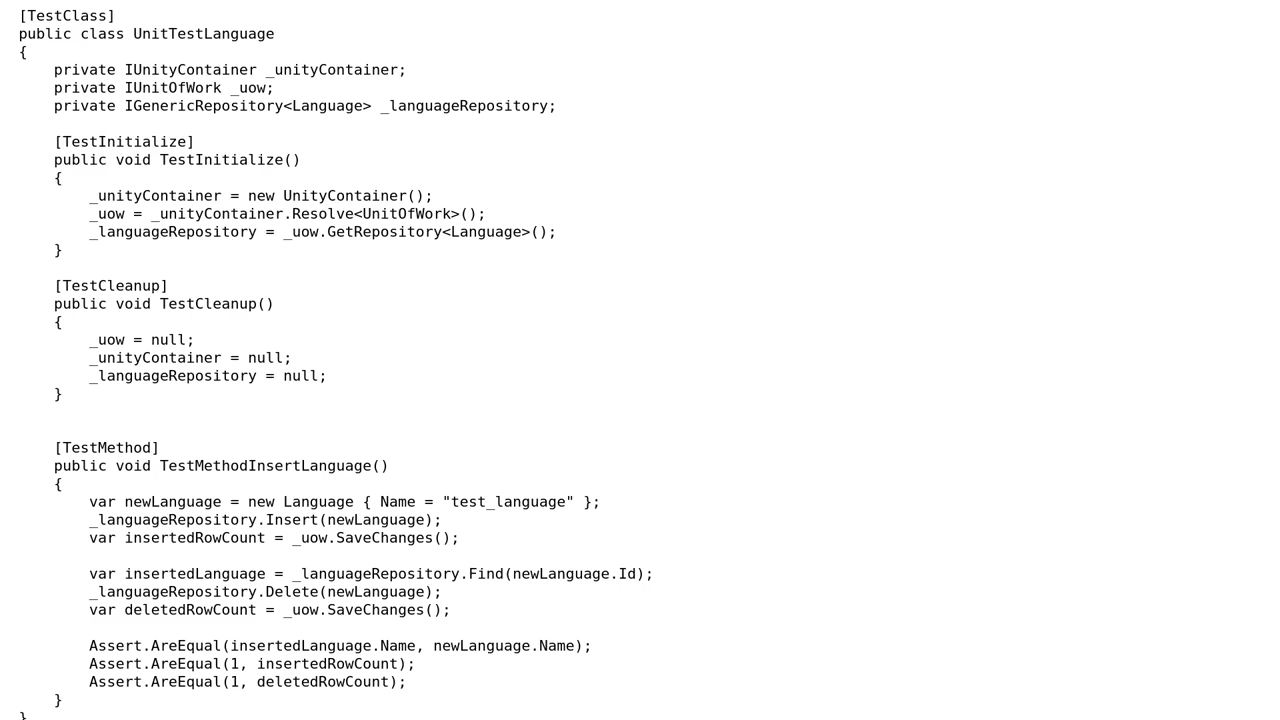 [TestClass]
public class UnitTestLanguage
{
    private IUnityContainer _unityContainer;
    private IUnitOfWork _uow;
    private IGenericRepository<Language> _languageRepository;

    [TestInitialize]
    public void TestInitialize()
    {
        _unityContainer = new UnityContainer();
        _uow = _unityContainer.Resolve<UnitOfWork>();
        _languageRepository = _uow.GetRepository<Language>();
    }

    [TestCleanup]
    public void TestCleanup()
    {
        _uow = null;
        _unityContainer = null;
        _languageRepository = null;
    }


    [TestMethod]
    public void TestMethodInsertLanguage()
    {
        var newLanguage = new Language { Name = "test_language" };
        _languageRepository.Insert(newLanguage);
        var insertedRowCount = _uow.SaveChanges();

        var insertedLanguage = _languageRepository.Find(newLanguage.Id);
        _languageRepository.Delete(newLanguage);
        var deletedRowCount = _uow.SaveChanges();

        Assert.AreEqual(insertedLanguage.Name, newLanguage.Name);
        Assert.AreEqual(1, insertedRowCount);
        Assert.AreEqual(1, deletedRowCount);
    }
}